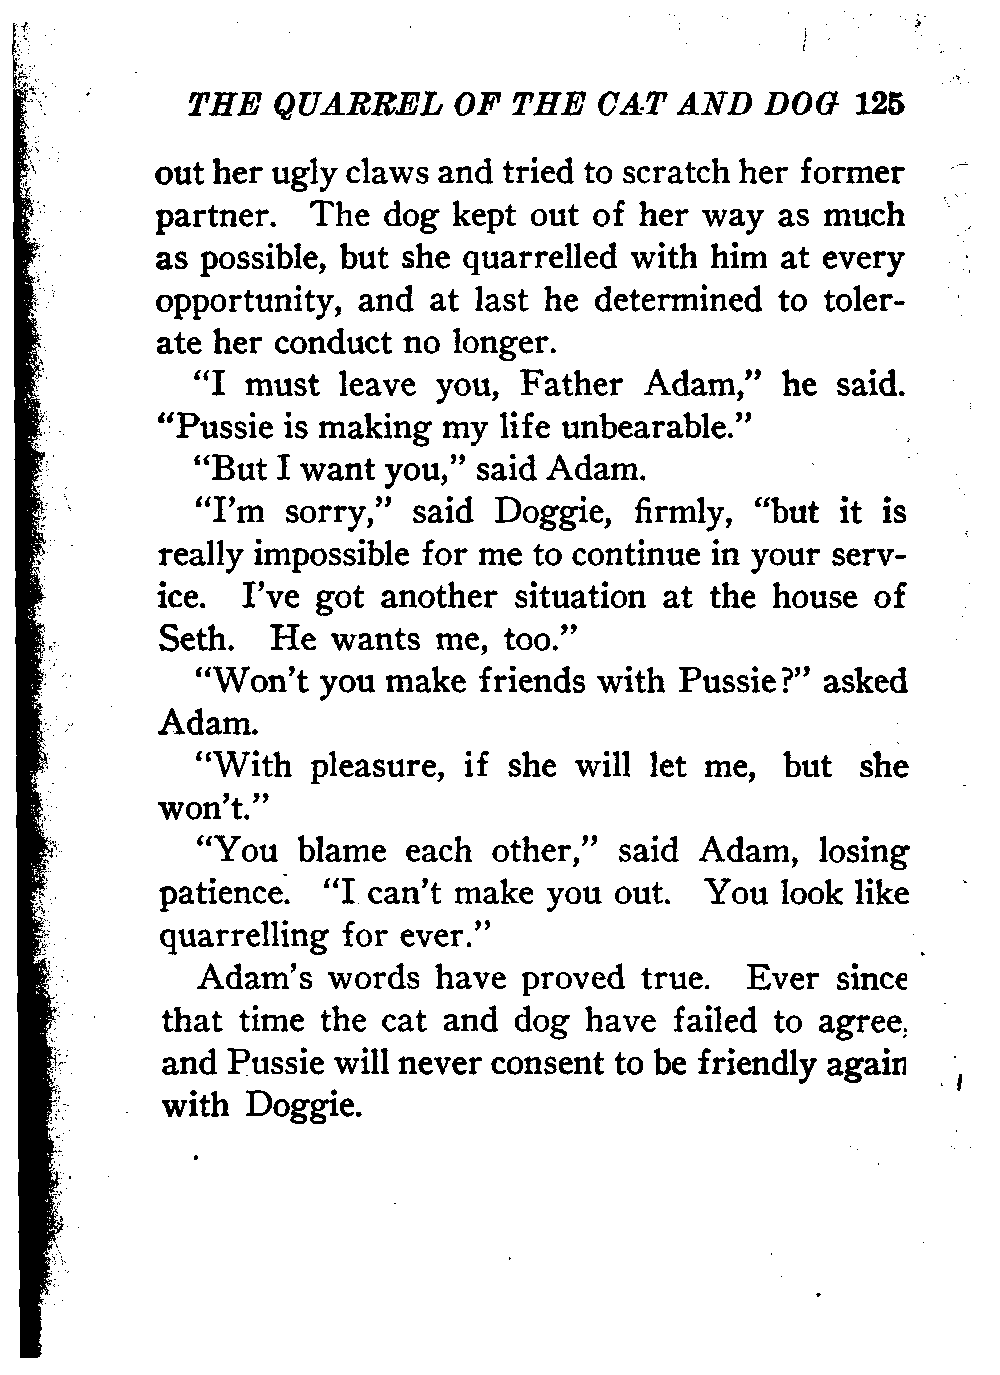 THE QUARREL OF THE CAT AND DOG 125
out her ugly claws and tried to scratch her former
partner. The dog kept out of her way as much
as possible, but she quarrelled with him at every
opportunity, and at last he determined to toler-
ate her conduct no longer.
"I must leave you, Father Adam," he said.
"Pussie is making my life unbearable."
"But I want you," said Adam.
"I'm sorry," said Doggie, firmly, "but it is
really impossible for me to continue in your serv-
ice. I've got another situation at the house of
Seth. He wants me, too."
"Won't you make friends with Pussie?" asked
Adam.
"With pleasure, if she will let me, but she
won't."
"You blame each other," said Adam, losing
patience. "I can't make you out. You look like
quarrelling for ever."
Adam's words have proved true. Ever since
that time the cat and dog have failed to agree,
and Pussie will never consent to be friendly again
with Doggie.